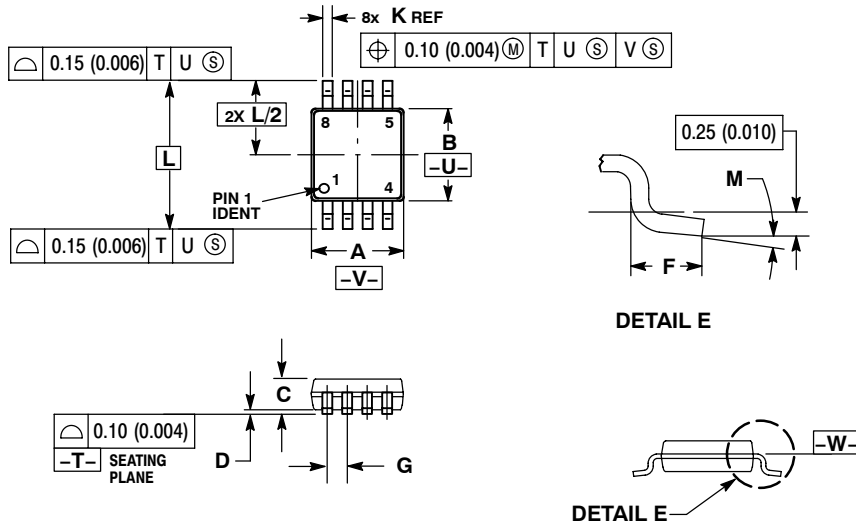 8x K REF
⌖ 0.10 (0.004) Ⓜ T U Ⓢ V Ⓢ
⌓ 0.15 (0.006) T U Ⓢ
2X L/2
8 5
B
-U-
L
0.25 (0.010)
M
PIN 1
IDENT
1 4
⌓ 0.15 (0.006) T U Ⓢ
A
-V-
F
DETAIL E
C
⌓ 0.10 (0.004)
-T- SEATING
PLANE
D
G
-W-
DETAIL E